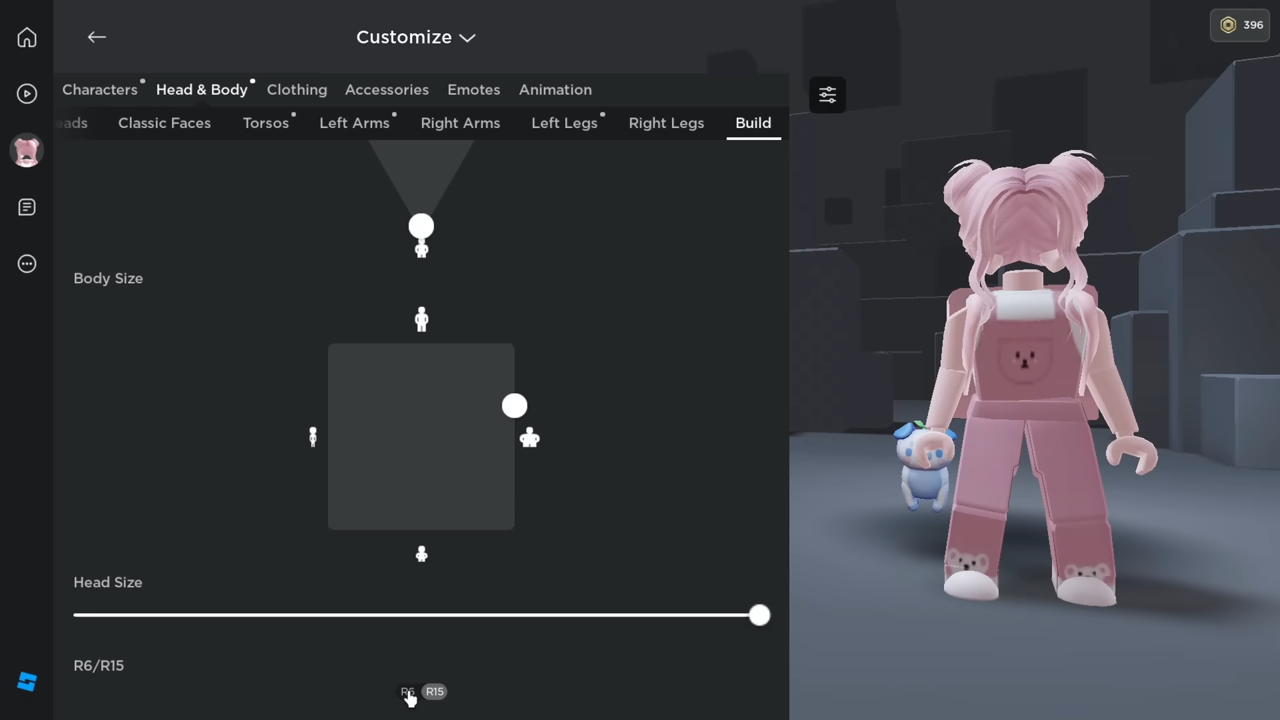 Customize
396
Characters Head & Body Clothing Accessories Emotes Animation
eads Classic Faces Torsos Left Arms Right Arms Left Legs Right Legs Build
Body Size
Head Size
R6/R15
R6 R15